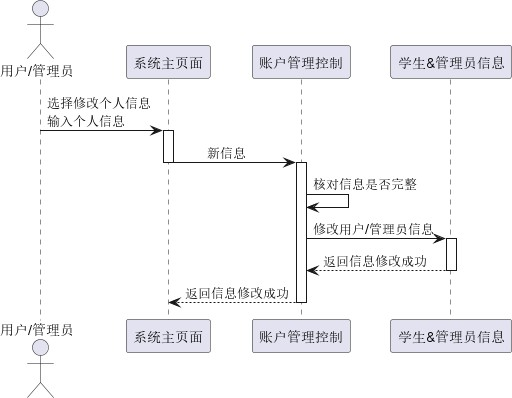 用户/管理员
系统主页面
账户管理控制
学生&管理员信息
选择修改个人信息
输入个人信息
新信息
核对信息是否完整
修改用户/管理员信息
返回信息修改成功
返回信息修改成功
用户/管理员
系统主页面
账户管理控制
学生&管理员信息